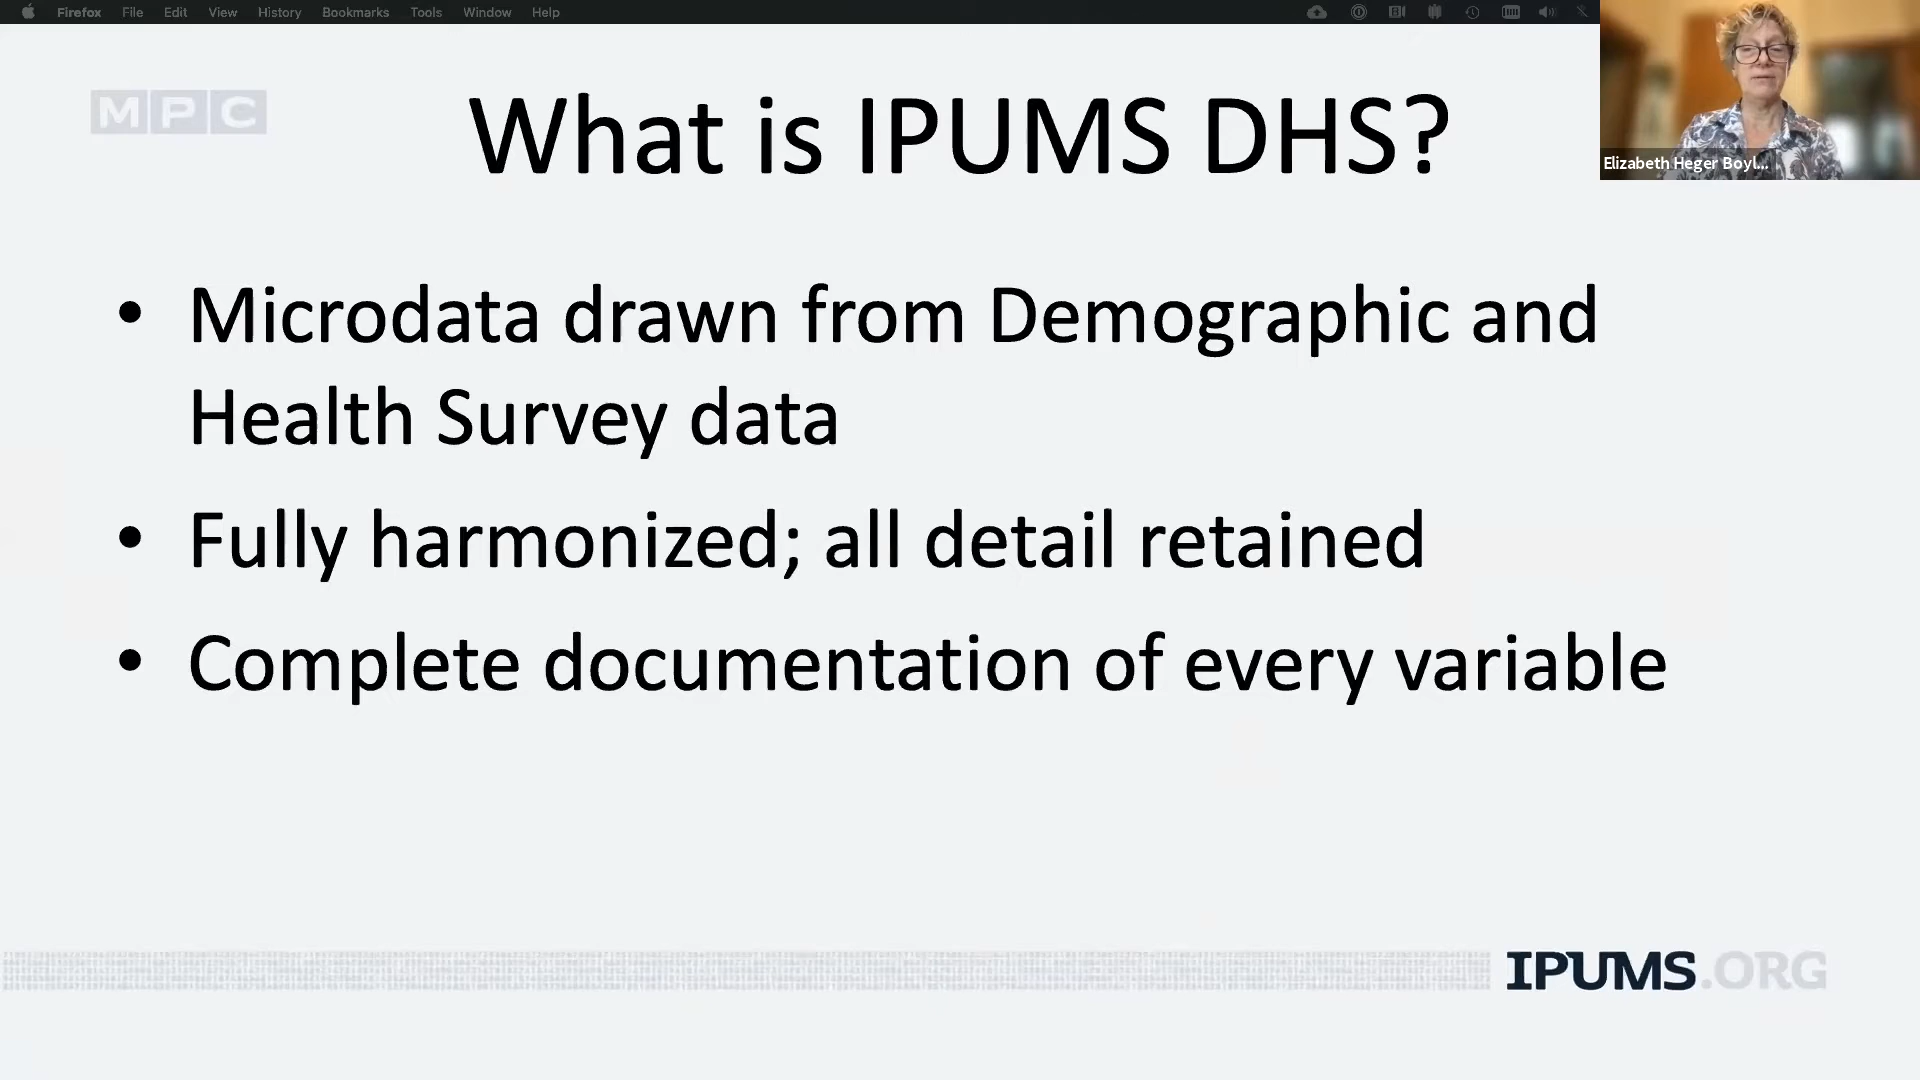 Firefox File Edit View History Bookmarks Tools Window Help
MPC
What is IPUMS DHS?
Elizabeth Heger Boyl...
• Microdata drawn from Demographic and
Health Survey data
• Fully harmonized; all detail retained
• Complete documentation of every variable
IPUMS.ORG